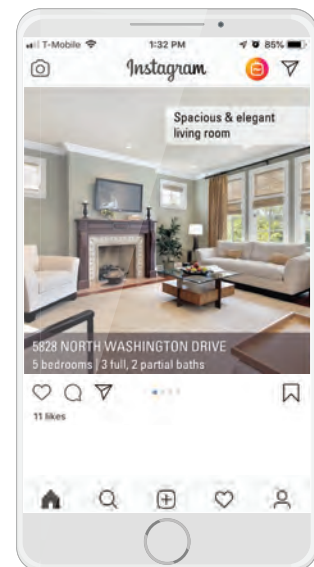 T-Mobile 1:32 PM 85%
Instagram
Spacious & elegant
living room
5828 NORTH WASHINGTON DRIVE
5 bedrooms | 3 full, 2 partial baths
11 likes